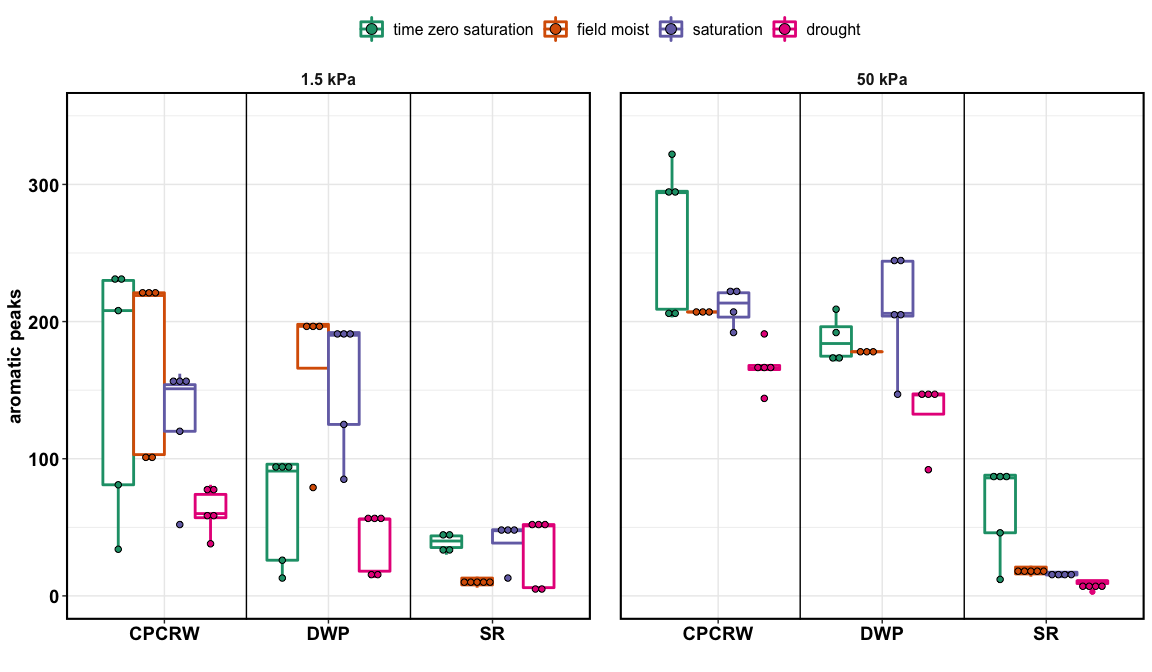 time zero saturation field moist saturation drought
1.5 kPa 50 kPa
aromatic peaks
300
200
100
0
CPCRW DWP SR CPCRW DWP SR